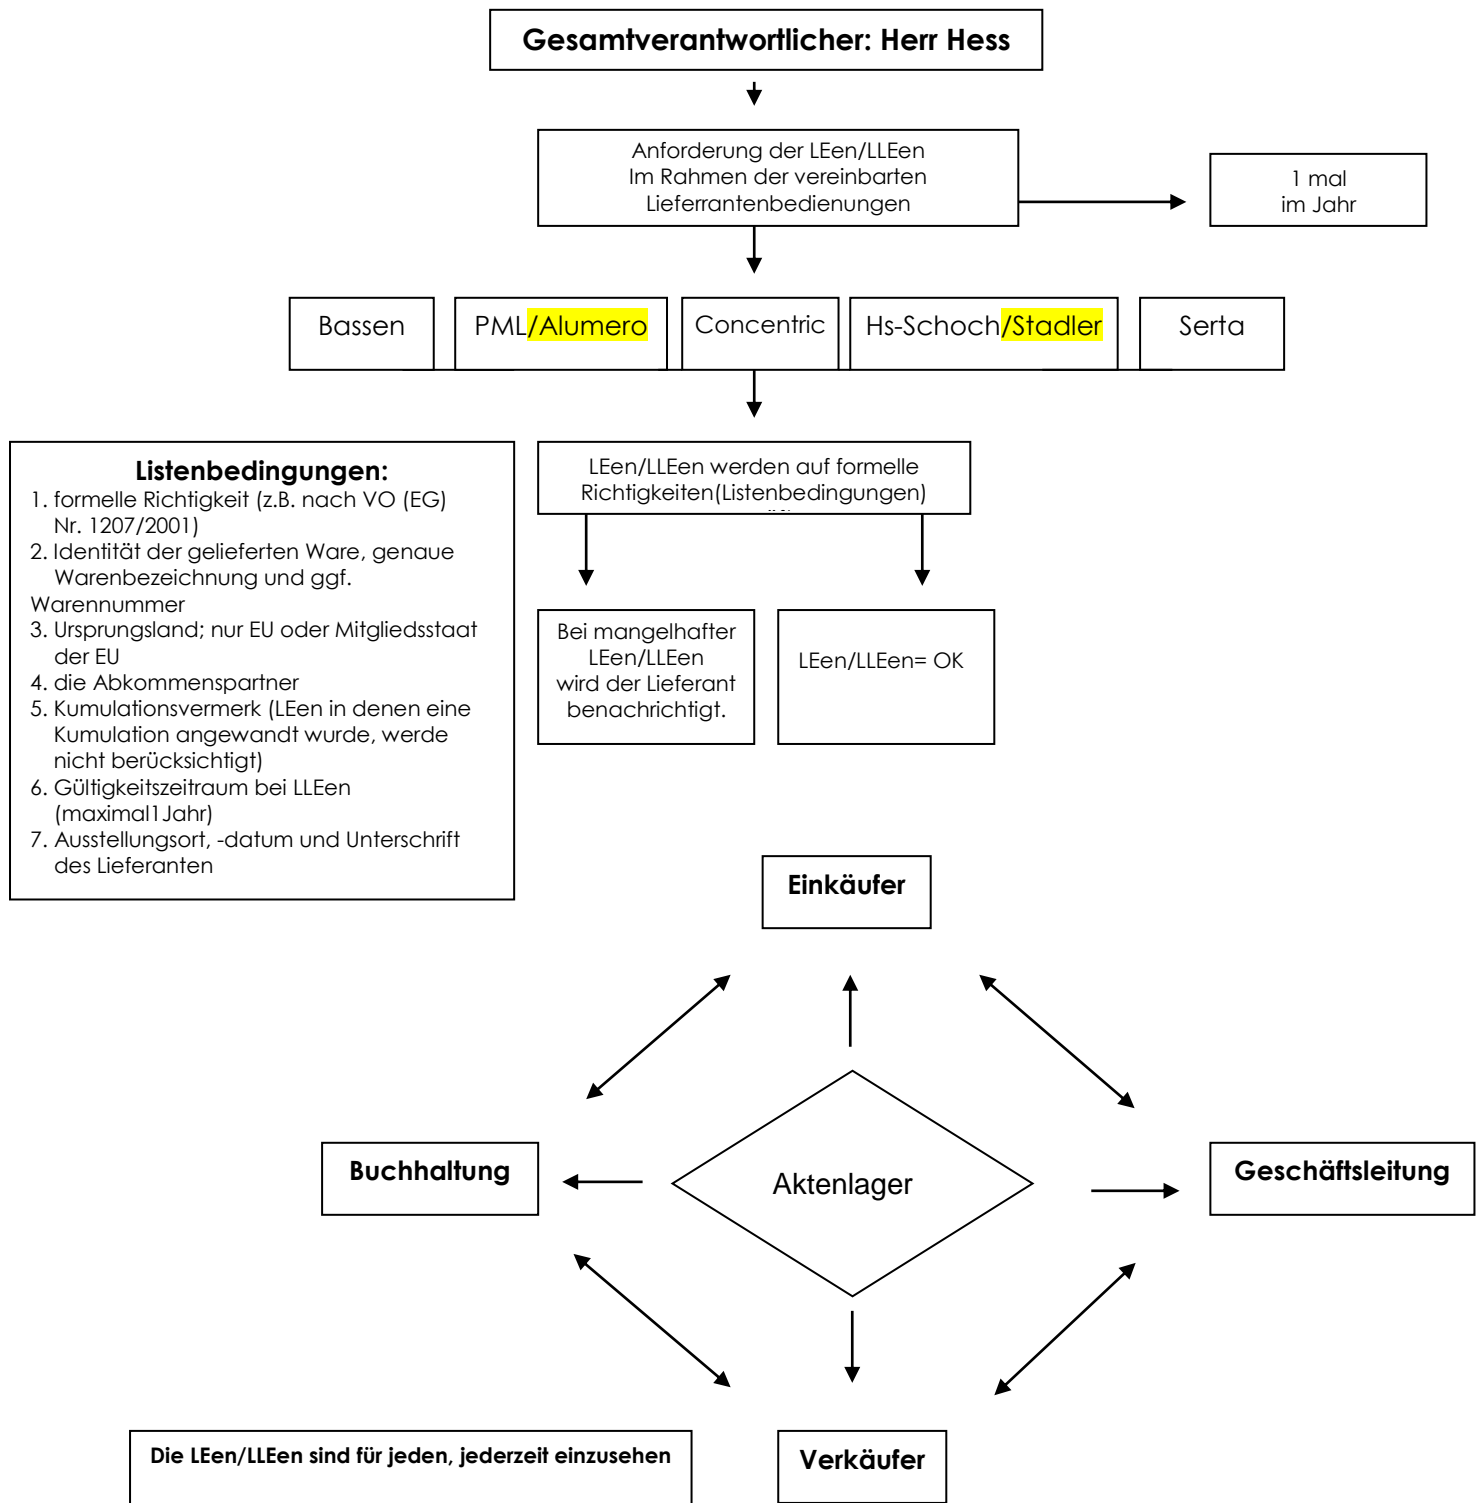 Gesamtverantwortlicher: Herr Hess
Anforderung der LEen/LLEen
Im Rahmen der vereinbarten
Lieferrantenbedienungen
1 mal
im Jahr
Bassen
PML/Alumero
Concentric
Hs-Schoch/Stadler
Serta
Listenbedingungen:
1. formelle Richtigkeit (z.B. nach VO (EG)
Nr. 1207/2001)
2. Identität der gelieferten Ware, genaue
Warenbezeichnung und ggf.
Warennummer
3. Ursprungsland; nur EU oder Mitgliedsstaat
der EU
4. die Abkommenspartner
5. Kumulationsvermerk (LEen in denen eine
Kumulation angewandt wurde, werde
nicht berücksichtigt)
6. Gültigkeitszeitraum bei LLEen
(maximal1Jahr)
7. Ausstellungsort, -datum und Unterschrift
des Lieferanten
LEen/LLEen werden auf formelle
Richtigkeiten(Listenbedingungen)
Bei mangelhafter
LEen/LLEen
wird der Lieferant
benachrichtigt.
LEen/LLEen= OK
Einkäufer
Buchhaltung
Aktenlager
Geschäftsleitung
Die LEen/LLEen sind für jeden, jederzeit einzusehen
Verkäufer